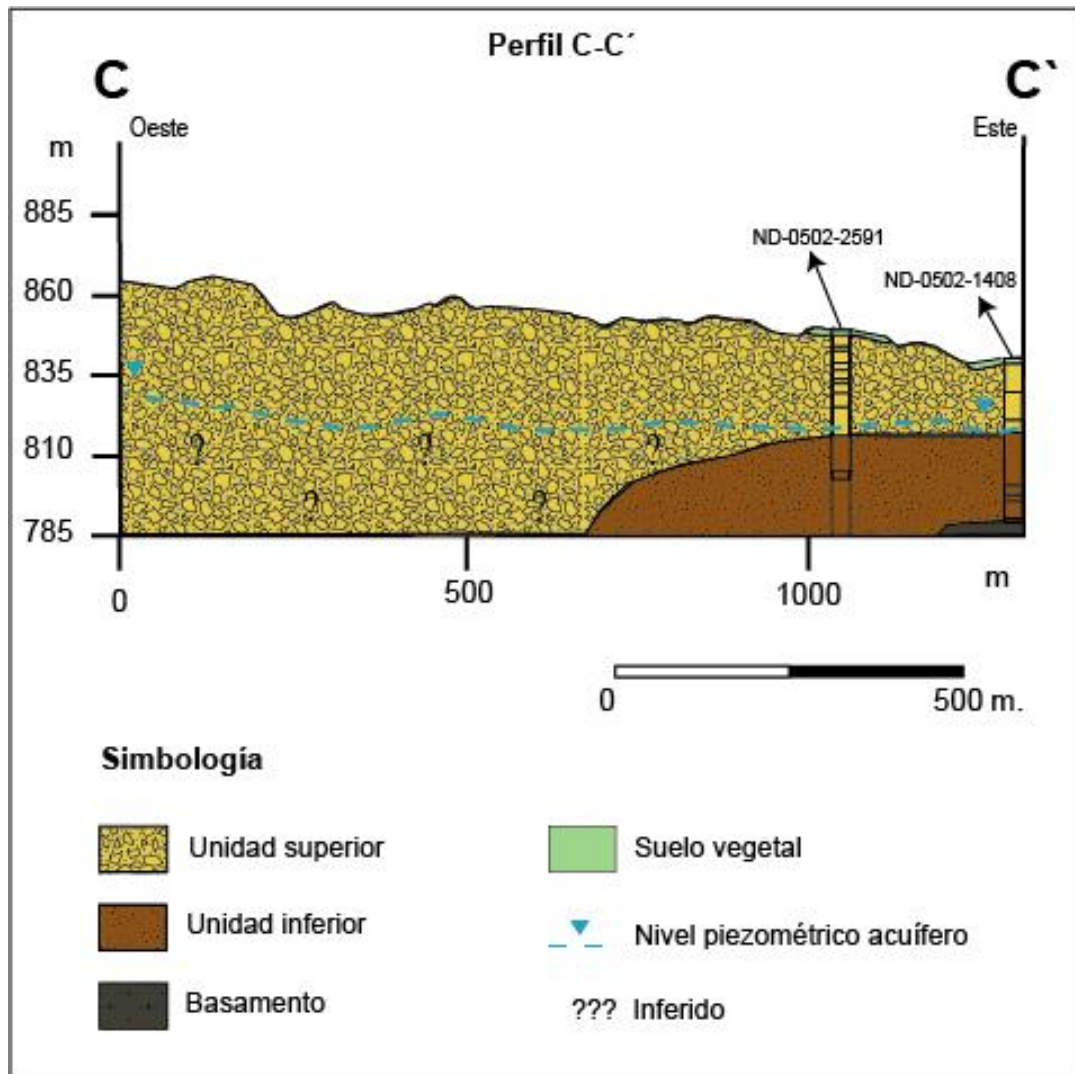 Perfil C-C´
C
C`
Oeste
Este
m
885
860
835
810
785
ND-0502-2591
ND-0502-1408
?
?
?
?
?
0
500
1000
m
0
500 m.
Simbología
Unidad superior
Suelo vegetal
Unidad inferior
Nivel piezométrico acuífero
Basamento
??? Inferido